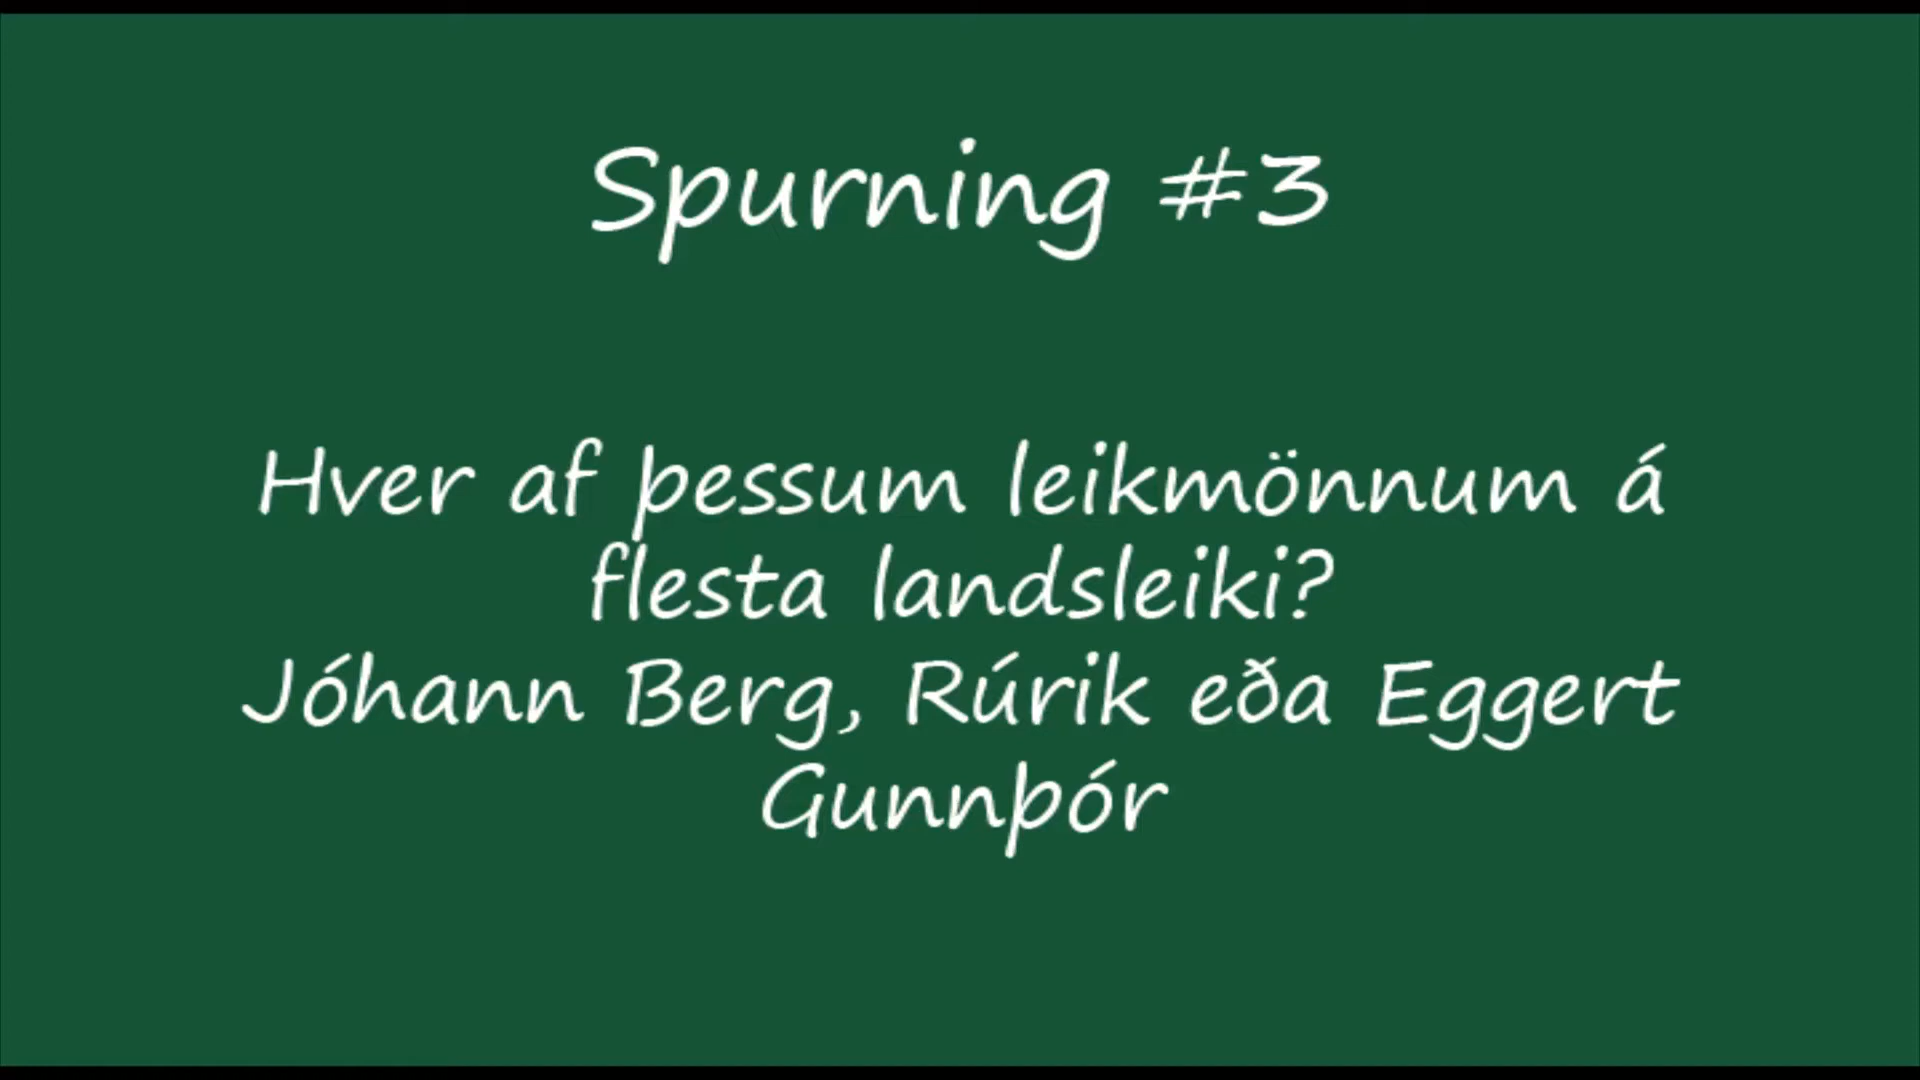 Spurning #3
Hver af þessum leikmönnum á
flesta landsleiki?
Jóhann Berg, Rúrik eða Eggert
Gunnþór